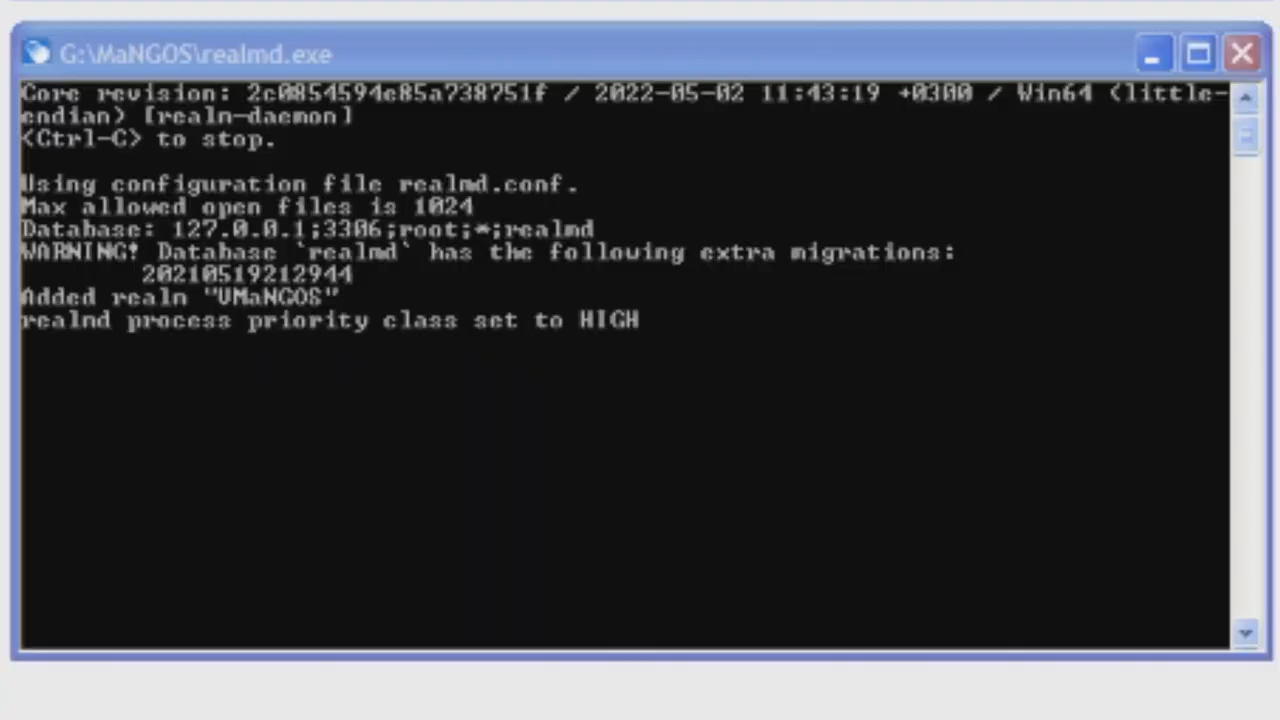 G:\MaNGOS\realmd.exe
Core revision: 2c0854594e85a738751f / 2022-05-02 11:43:19 +0300 / Win64 (little-
endian) [realm-daemon]
<Ctrl-C> to stop.
Using configuration file realmd.conf.
Max allowed open files is 1024
Database: 127.0.0.1;3306;root;*;realmd
WARNING! Database `realmd` has the following extra migrations:
20210519212944
Added realm "VMaNGOS"
realmd process priority class set to HIGH